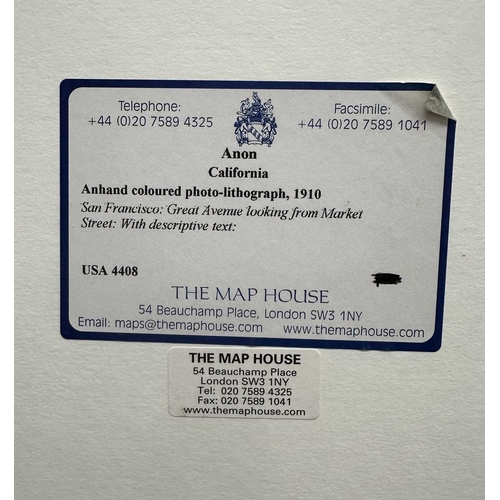 Telephone:
+44 (0)20 7589 4325
Facsimile:
+44 (0)20 7589 1041
Anon
California
Anhand coloured photo-lithograph, 1910
San Francisco: Great Avenue looking from Market
Street: With descriptive text:
USA 4408
THE MAP HOUSE
54 Beauchamp Place, London SW3 1NY
Email: maps@themaphouse.com www.themaphouse.com
THE MAP HOUSE
54 Beauchamp Place
London SW3 1NY
Tel: 020 7589 4325
Fax: 020 7589 1041
www.themaphouse.com